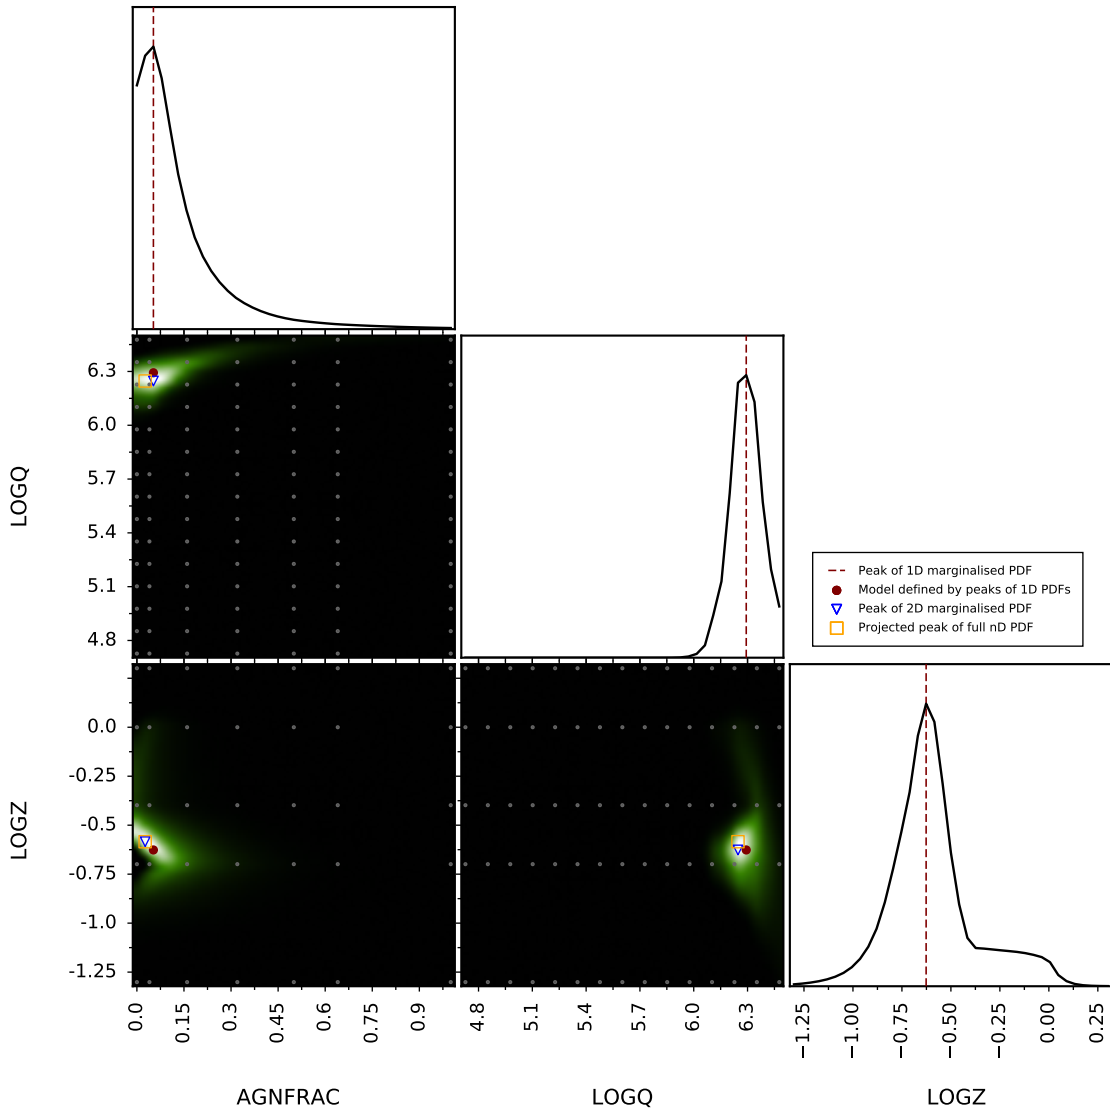 6.3
6.0
5.7
5.4
5.1
4.8
LOGQ
Peak of 1D marginalised PDF
Model defined by peaks of 1D PDFs
Peak of 2D marginalised PDF
Projected peak of full nD PDF
0.0
-0.25
-0.5
-0.75
-1.0
-1.25
LOGZ
0.0 0.15 0.3 0.45 0.6 0.75 0.9
4.8 5.1 5.4 5.7 6.0 6.3
−1.25 −1.00 −0.75 −0.50 −0.25 0.00 0.25
AGNFRAC LOGQ LOGZ